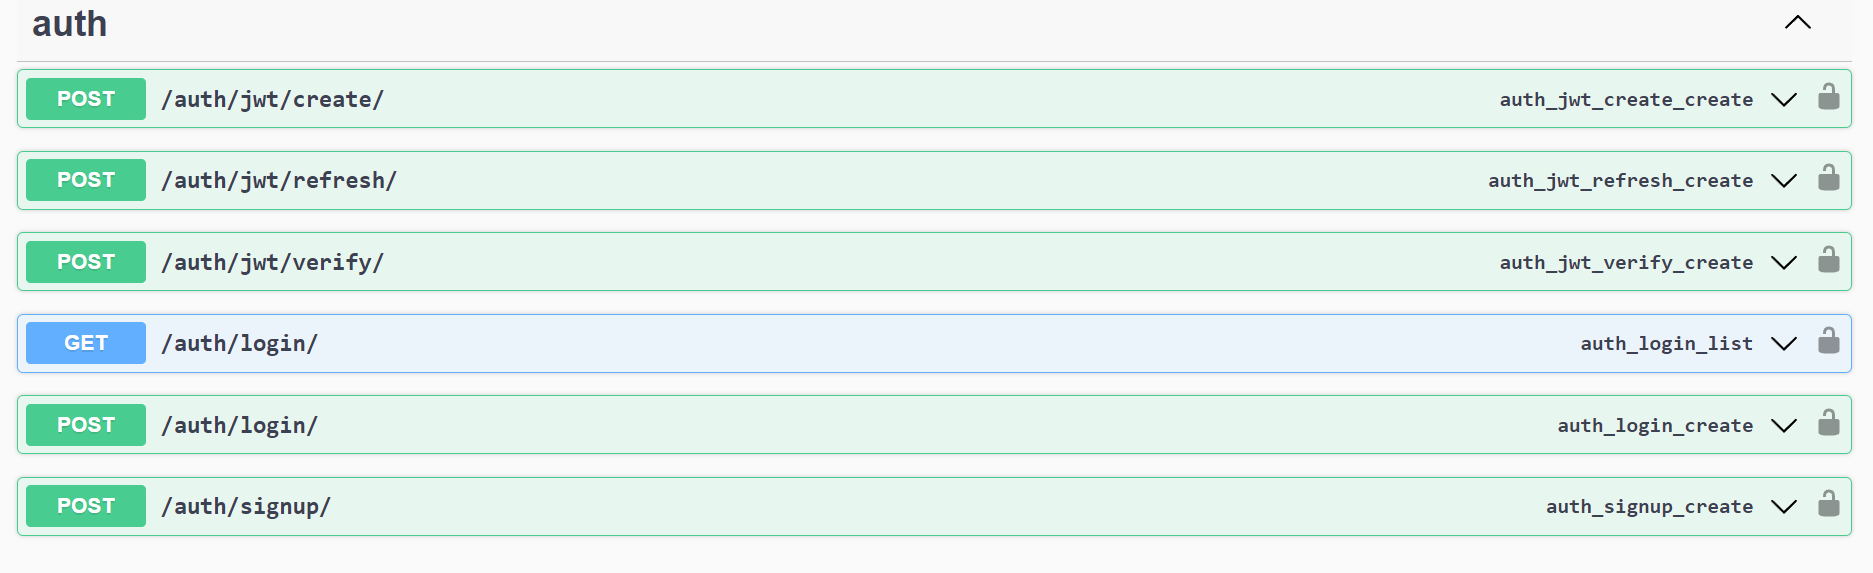 auth
POST /auth/jwt/create/ auth_jwt_create_create
POST /auth/jwt/refresh/ auth_jwt_refresh_create
POST /auth/jwt/verify/ auth_jwt_verify_create
GET /auth/login/ auth_login_list
POST /auth/login/ auth_login_create
POST /auth/signup/ auth_signup_create